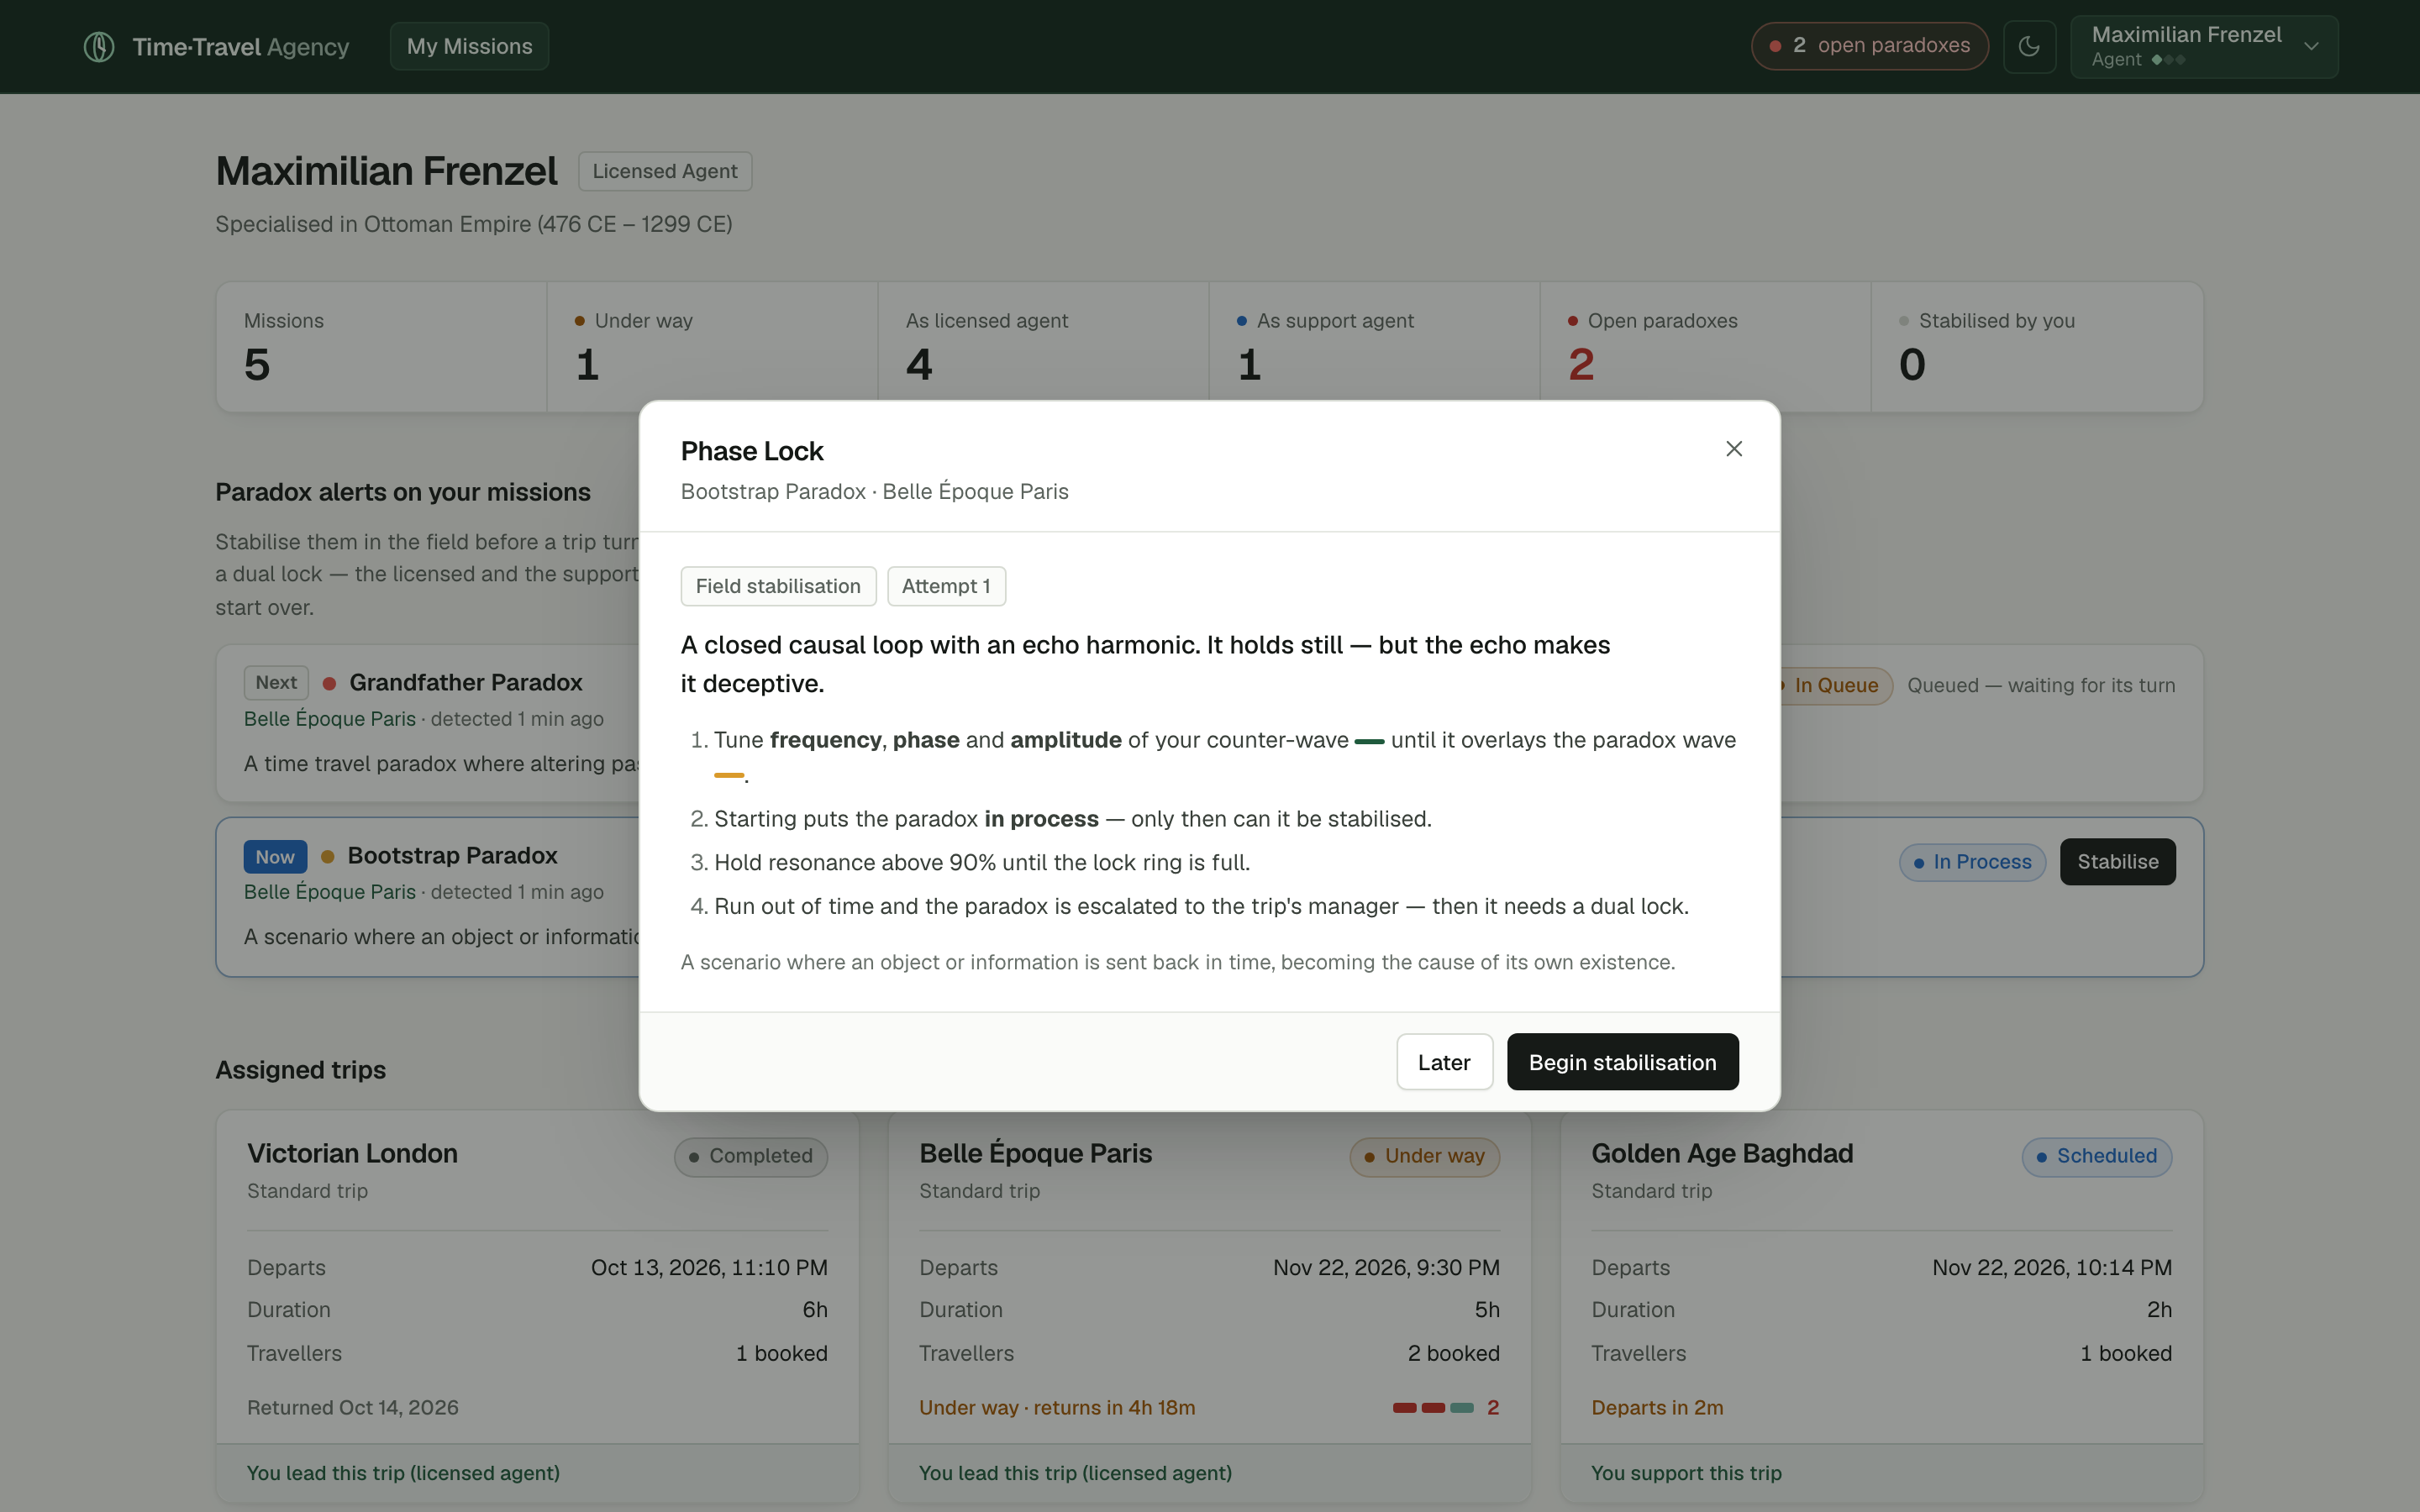 Time·Travel Agency
My Missions
2 open paradoxes
Maximilian Frenzel
Agent
Maximilian Frenzel
Licensed Agent
Specialised in Ottoman Empire (476 CE – 1299 CE)
Missions
5
Under way
1
As licensed agent
4
As support agent
1
Open paradoxes
2
Stabilised by you
0
Paradox alerts on your missions
Stabilise them in the field before a trip turn
a dual lock — the licensed and the support
start over.
Next
Grandfather Paradox
Belle Époque Paris · detected 1 min ago
A time travel paradox where altering pas
In Queue
Queued — waiting for its turn
Now
Bootstrap Paradox
Belle Époque Paris · detected 1 min ago
A scenario where an object or informatio
In Process
Stabilise
Phase Lock
Bootstrap Paradox · Belle Époque Paris
Field stabilisation
Attempt 1
A closed causal loop with an echo harmonic. It holds still — but the echo makes
it deceptive.
1. Tune frequency, phase and amplitude of your counter-wave until it overlays the paradox wave
.
2. Starting puts the paradox in process — only then can it be stabilised.
3. Hold resonance above 90% until the lock ring is full.
4. Run out of time and the paradox is escalated to the trip's manager — then it needs a dual lock.
A scenario where an object or information is sent back in time, becoming the cause of its own existence.
Later
Begin stabilisation
Assigned trips
Victorian London
Completed
Standard trip
Departs
Oct 13, 2026, 11:10 PM
Duration
6h
Travellers
1 booked
Returned Oct 14, 2026
You lead this trip (licensed agent)
Belle Époque Paris
Under way
Standard trip
Departs
Nov 22, 2026, 9:30 PM
Duration
5h
Travellers
2 booked
Under way · returns in 4h 18m
2
You lead this trip (licensed agent)
Golden Age Baghdad
Scheduled
Standard trip
Departs
Nov 22, 2026, 10:14 PM
Duration
2h
Travellers
1 booked
Departs in 2m
You support this trip